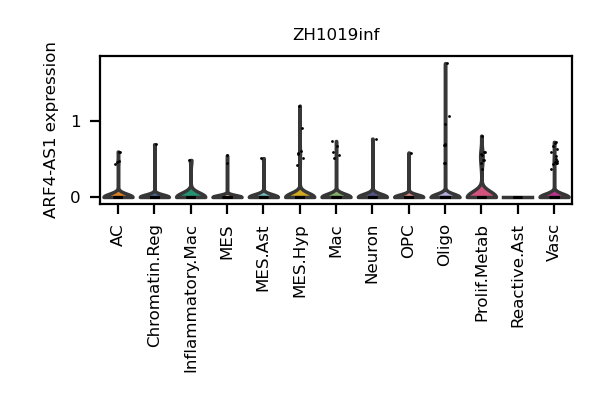 ZH1019inf
ARF4-AS1 expression
1
0
AC
Chromatin.Reg
Inflammatory.Mac
MES
MES.Ast
MES.Hyp
Mac
Neuron
OPC
Oligo
Prolif.Metab
Reactive.Ast
Vasc